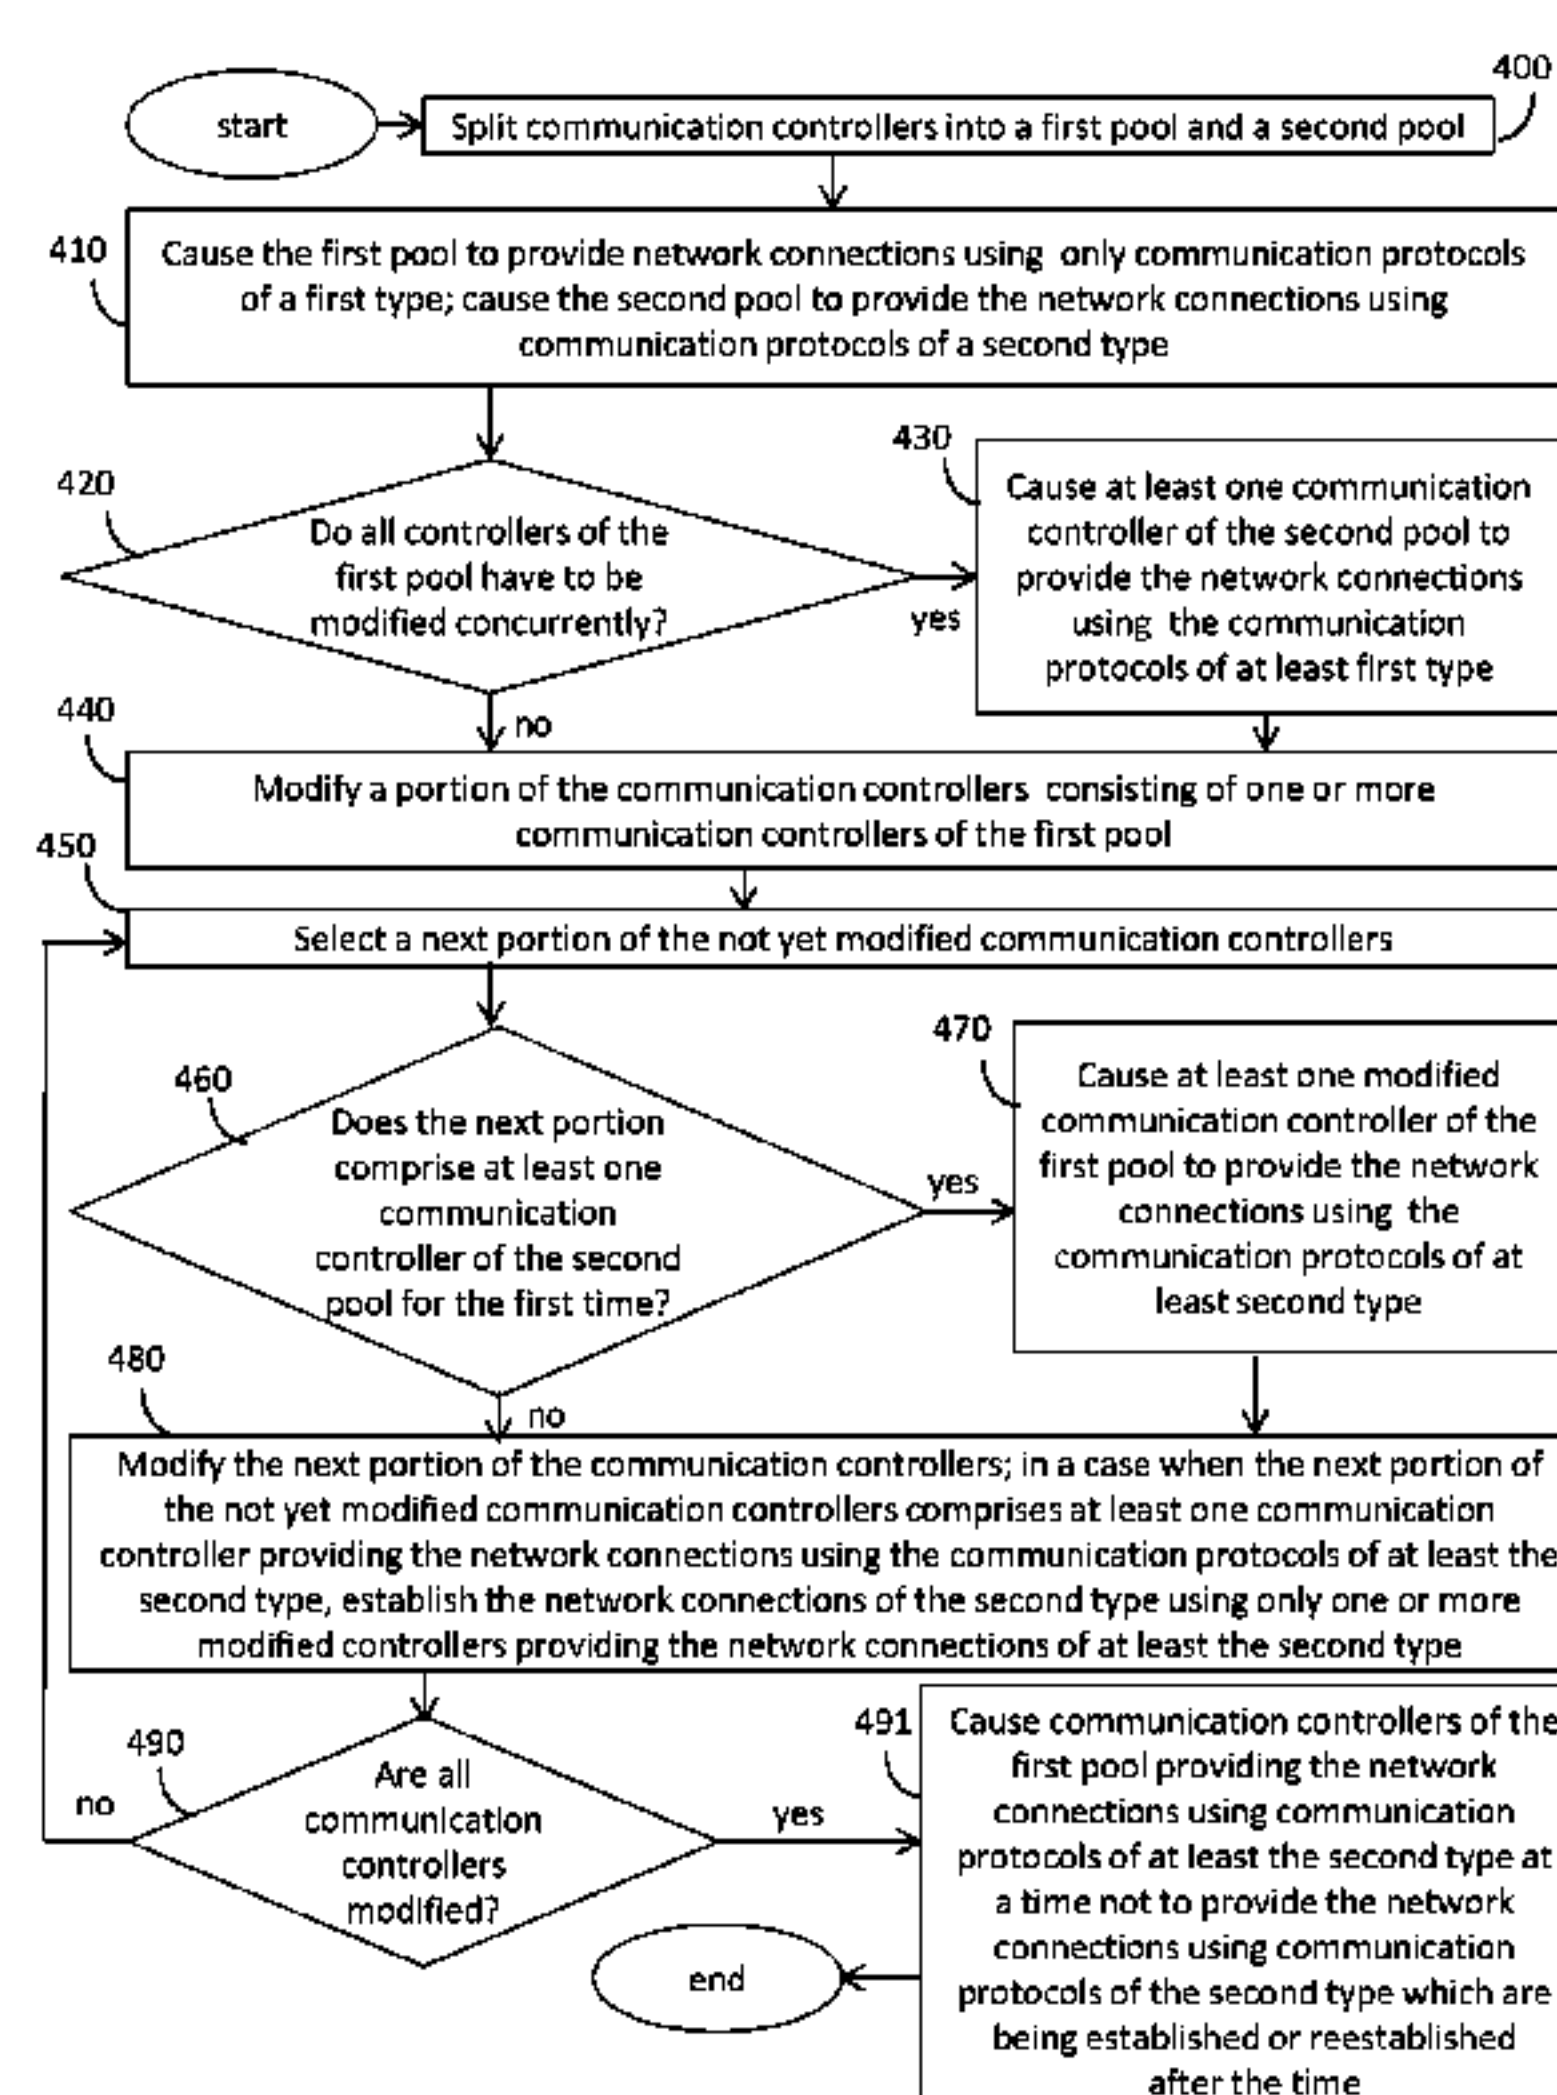 400
start
Split communication controllers into a first pool and a second pool
410
Cause the first pool to provide network connections using only communication protocols
of a first type; cause the second pool to provide the network connections using
communication protocols of a second type
420
Do all controllers of the
first pool have to be
modified concurrently?
yes
no
430
Cause at least one communication
controller of the second pool to
provide the network connections
using the communication
protocols of at least first type
440
Modify a portion of the communication controllers consisting of one or more
communication controllers of the first pool
450
Select a next portion of the not yet modified communication controllers
460
Does the next portion
comprise at least one
communication
controller of the second
pool for the first time?
yes
no
470
Cause at least one modified
communication controller of the
first pool to provide the network
connections using the
communication protocols of at
least second type
480
Modify the next portion of the communication controllers; in a case when the next portion of
the not yet modified communication controllers comprises at least one communication
controller providing the network connections using the communication protocols of at least the
second type, establish the network connections of the second type using only one or more
modified controllers providing the network connections of at least the second type
490
Are all
communication
controllers
modified?
no
yes
491
Cause communication controllers of the
first pool providing the network
connections using communication
protocols of at least the second type at
a time not to provide the network
connections using communication
protocols of the second type which are
being established or reestablished
after the time
end